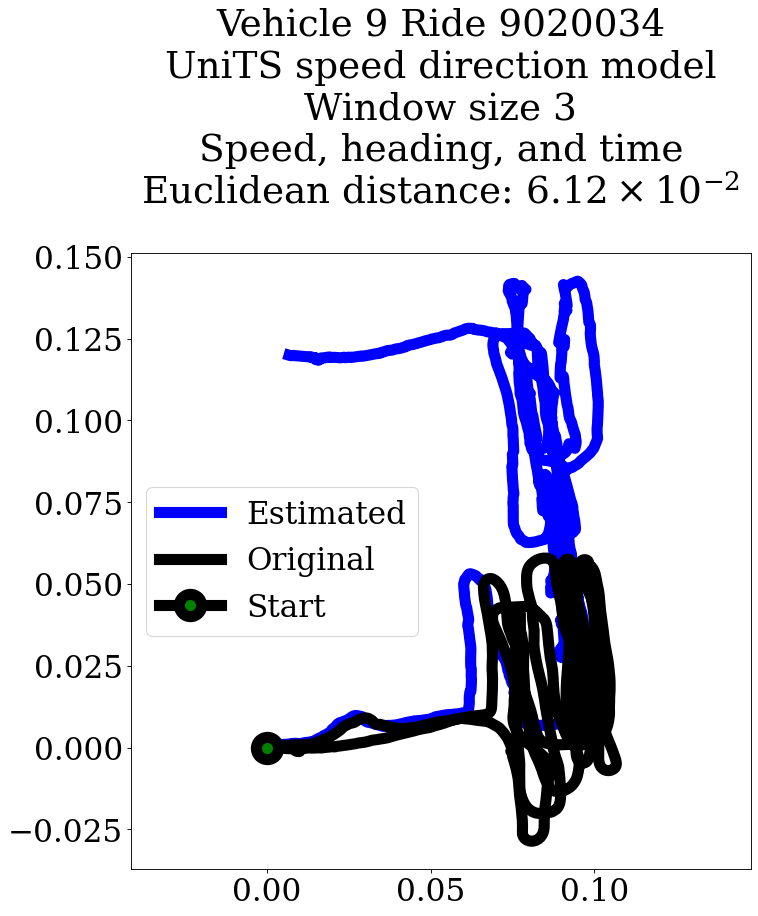 Vehicle 9 Ride 9020034
UniTS speed direction model
Window size 3
Speed, heading, and time
Euclidean distance: 6.12 × 10⁻²
0.150
0.125
0.100
0.075
0.050
0.025
0.000
−0.025
Estimated
Original
Start
0.00 0.05 0.10